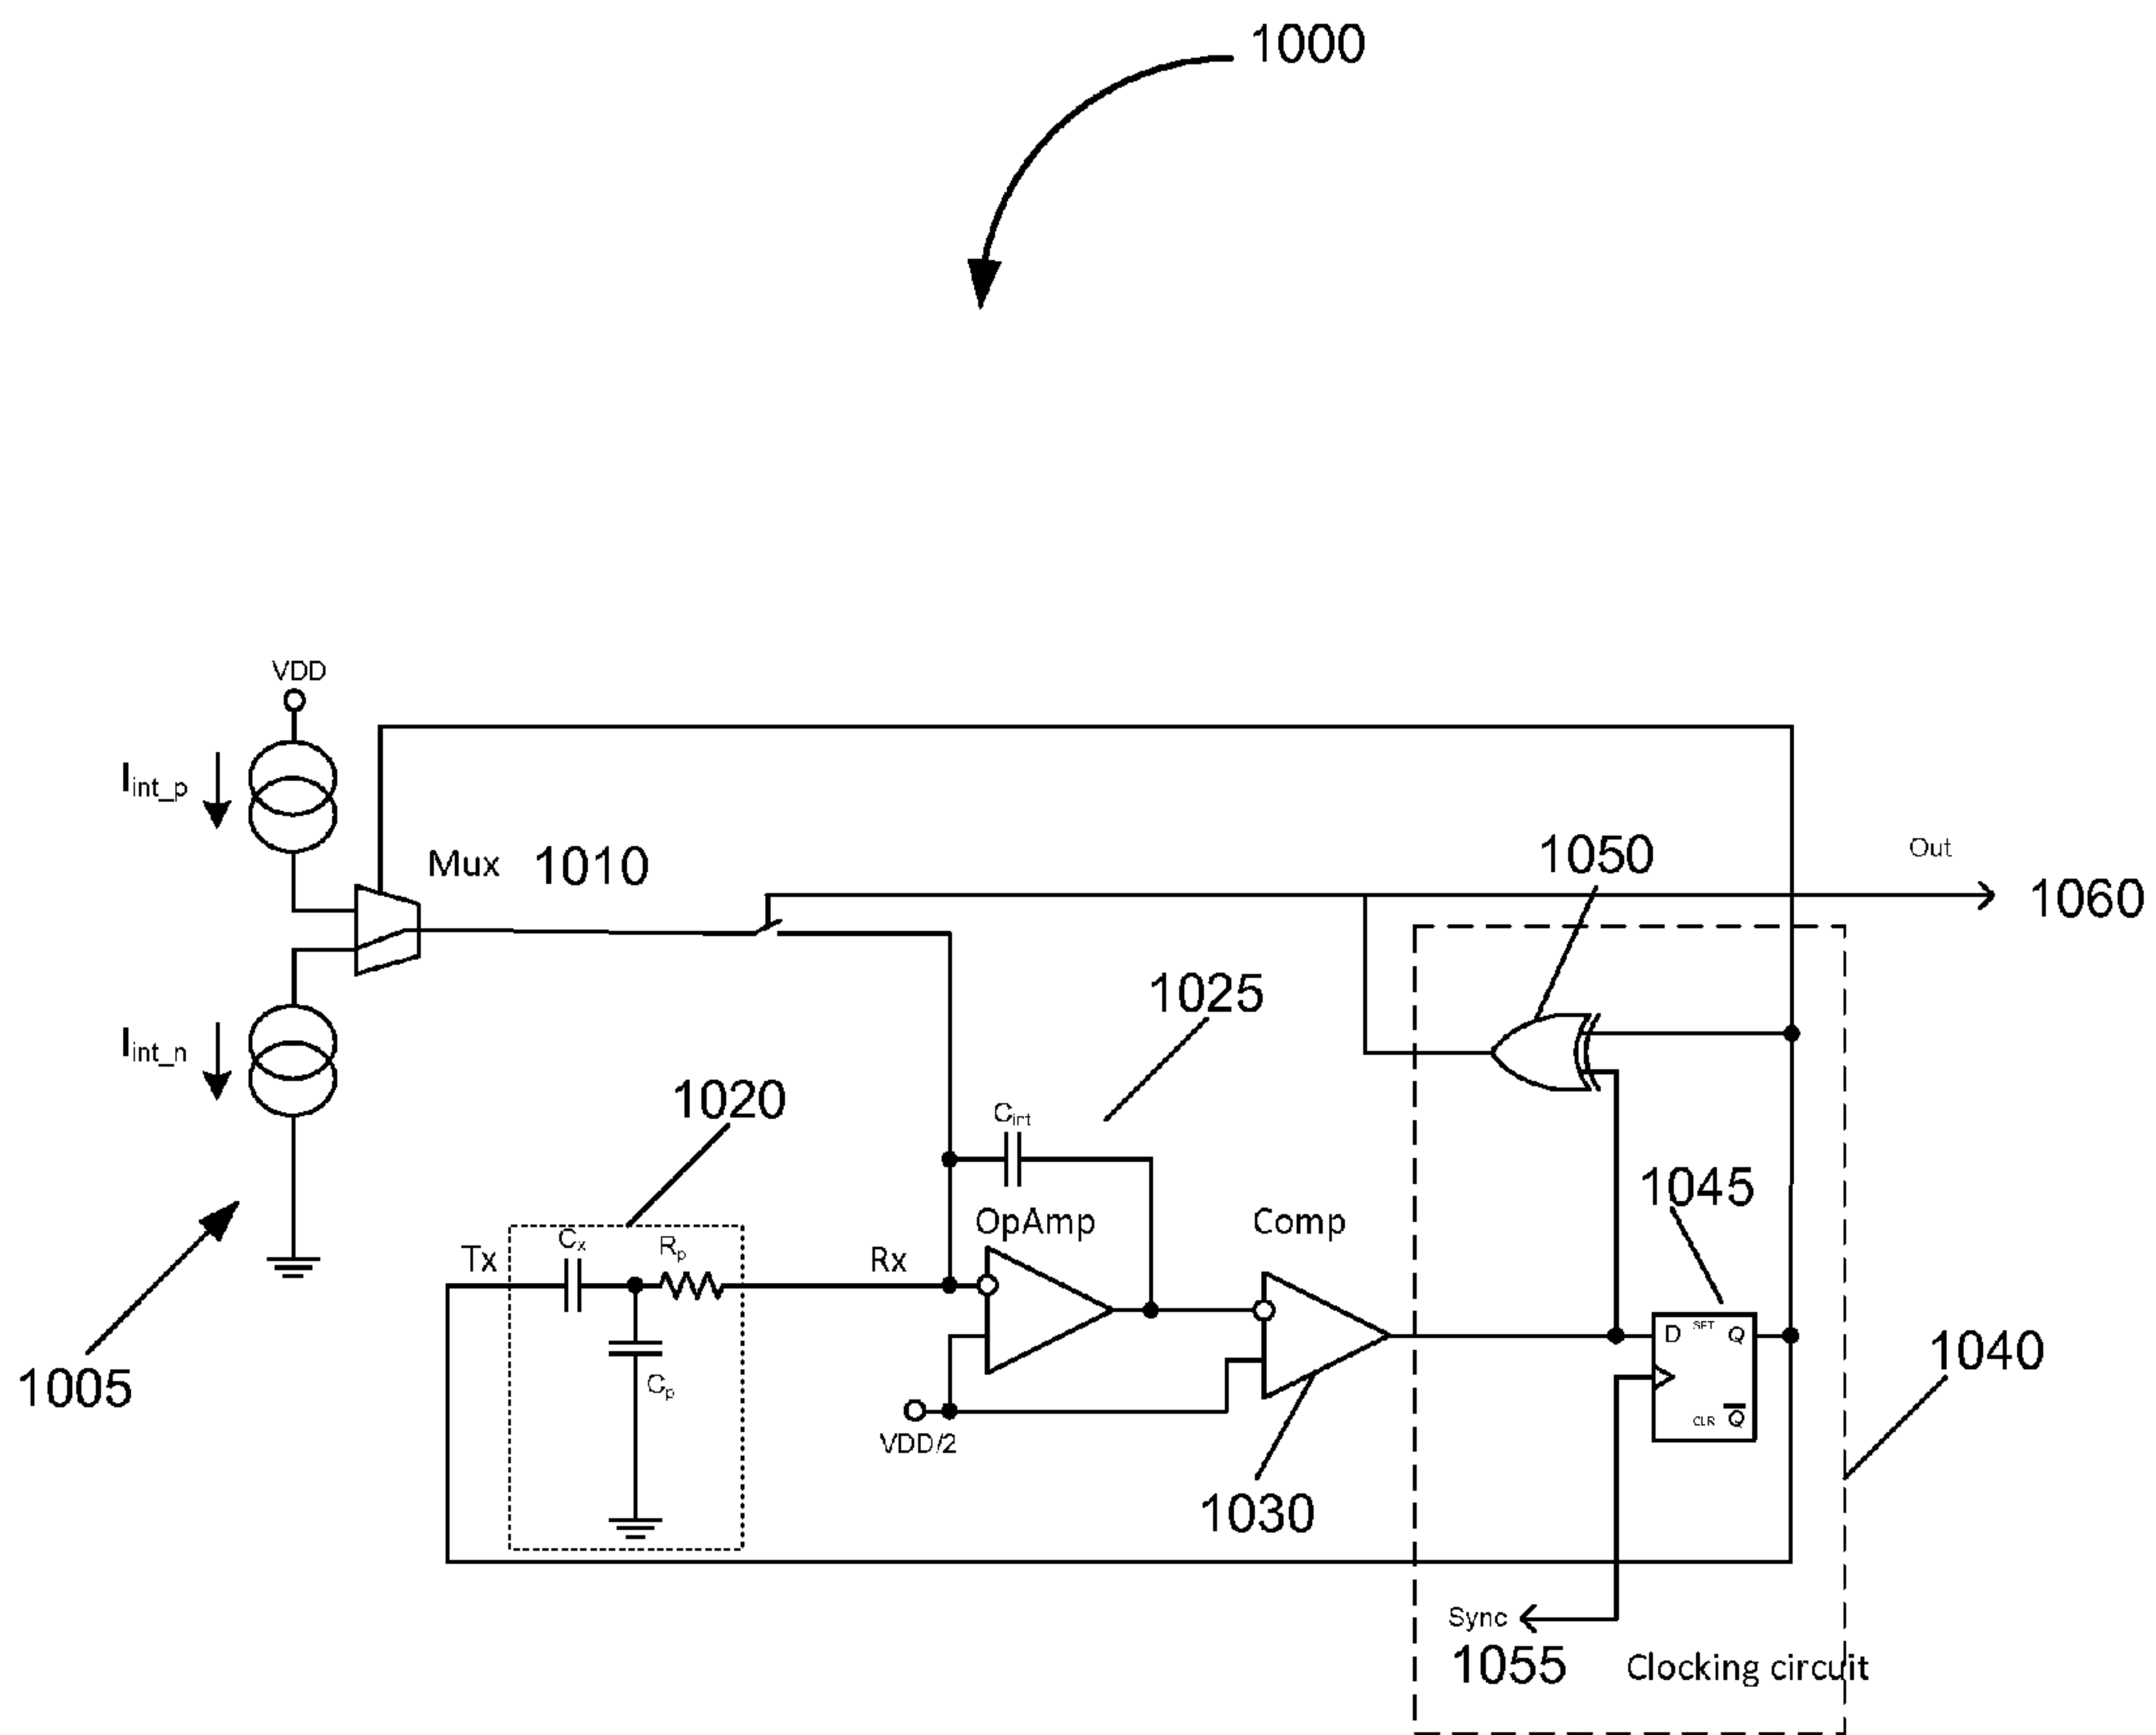 1000
VDD
I_int_p
Mux 1010
1050
Out
1060
1025
I_int_n
1020
C_int
1045
OpAmp
Comp
Tx
C_x
R_p
Rx
D SET Q
1040
1005
C_p
CLR Q̅
VDD/2
1030
Sync
1055
Clocking circuit